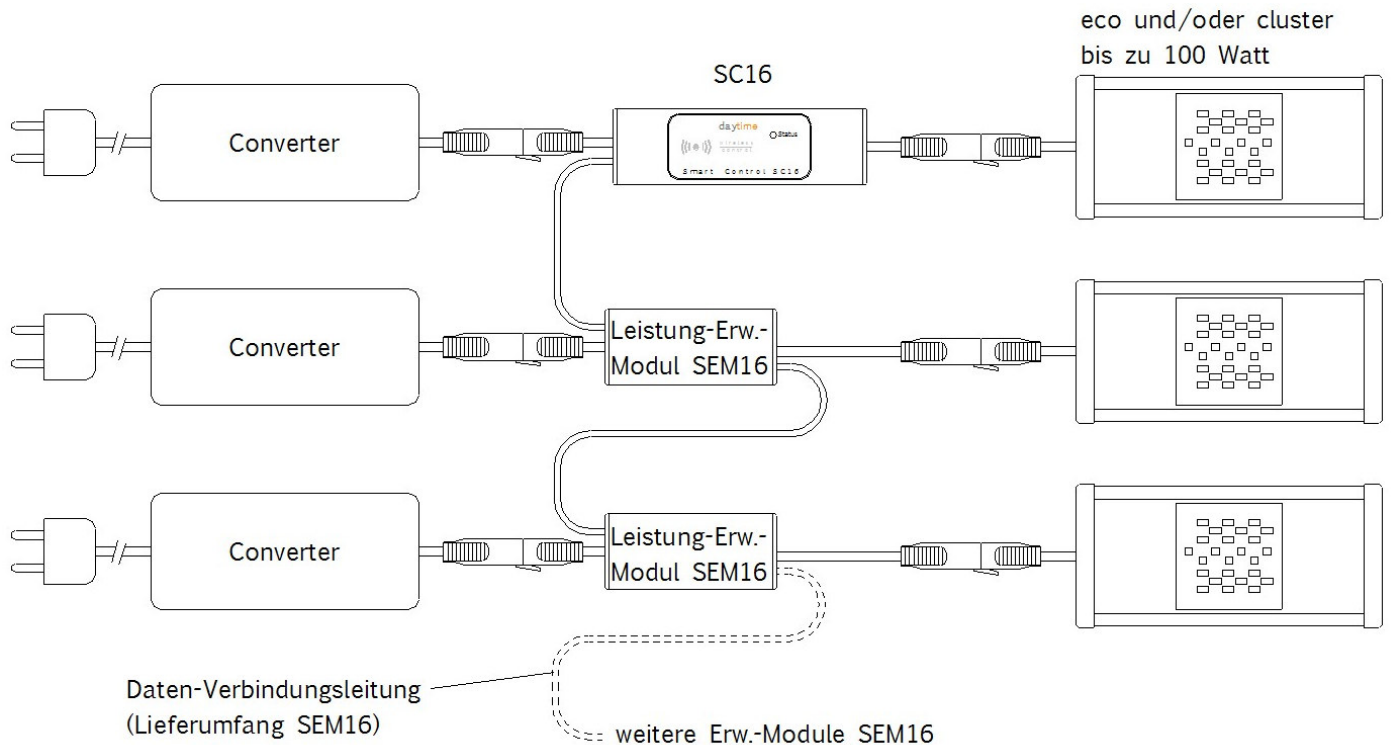 eco und/oder cluster
bis zu 100 Watt
SC16
Converter
daytime
Status
Smart Control SC16
Converter
Leistung-Erw.-
Modul SEM16
Converter
Leistung-Erw.-
Modul SEM16
Daten-Verbindungsleitung
(Lieferumfang SEM16)
weitere Erw.-Module SEM16